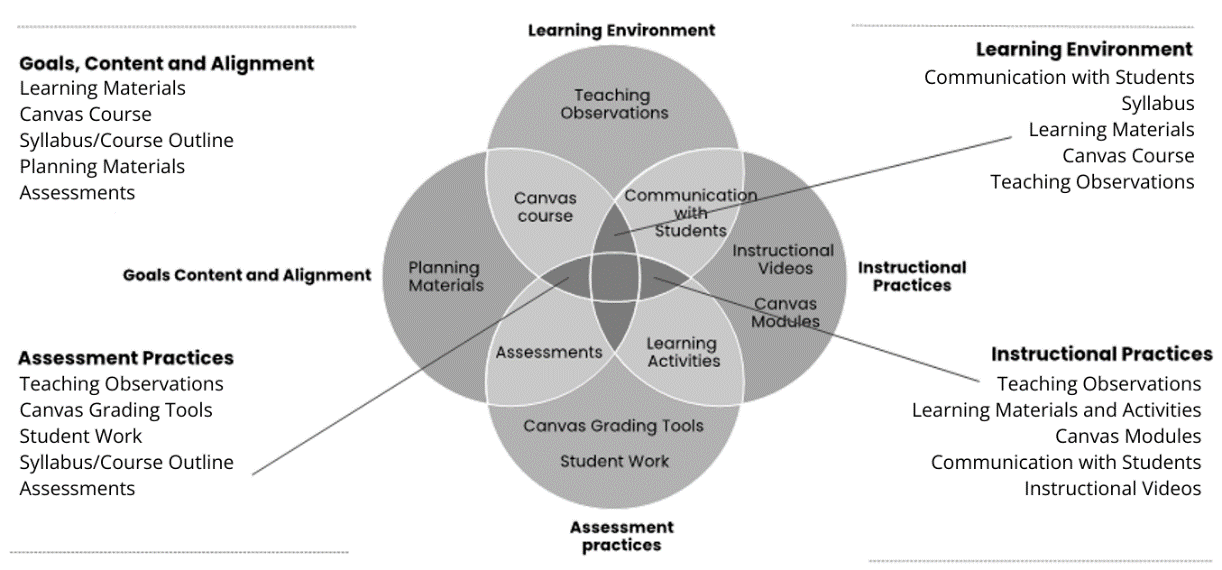 Learning Environment
Goals, Content and Alignment
Learning Materials
Canvas Course
Syllabus/Course Outline
Planning Materials
Assessments
Learning Environment
Communication with Students
Syllabus
Learning Materials
Canvas Course
Teaching Observations
Teaching
Observations
Canvas
course
Communication
with
Students
Goals Content and Alignment
Planning
Materials
Instructional
Videos
Canvas
Modules
Instructional
Practices
Assessments
Learning
Activities
Canvas Grading Tools
Student Work
Assessment
practices
Assessment Practices
Teaching Observations
Canvas Grading Tools
Student Work
Syllabus/Course Outline
Assessments
Instructional Practices
Teaching Observations
Learning Materials and Activities
Canvas Modules
Communication with Students
Instructional Videos